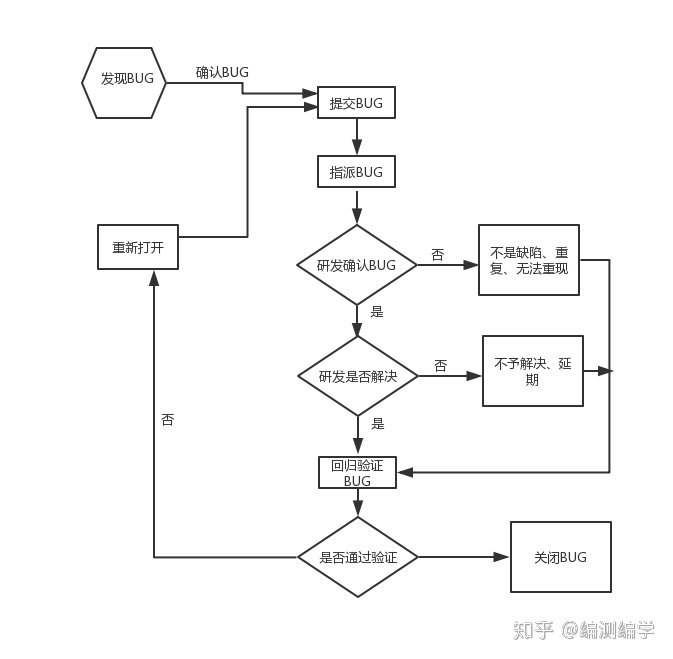 发现BUG
确认BUG
提交BUG
指派BUG
重新打开
研发确认BUG
否
不是缺陷、重
复、无法重现
是
研发是否解决
否
不予解决、延
期
是
否
回归验证
BUG
是否通过验证
关闭BUG
知乎 @编测编学